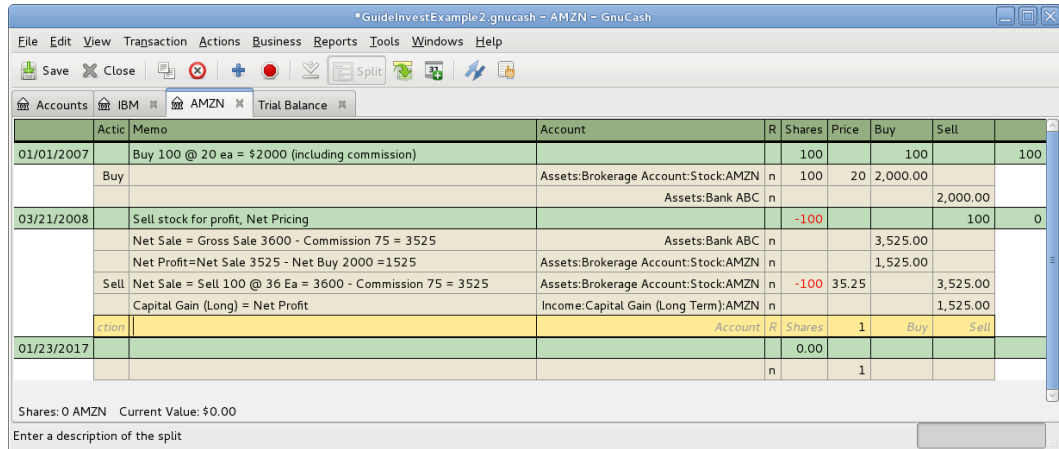 *GuideInvestExample2.gnucash – AMZN – GnuCash
File Edit View Transaction Actions Business Reports Tools Windows Help
Save Close Split
Accounts IBM AMZN Trial Balance
Actic Memo Account R Shares Price Buy Sell
01/01/2007 Buy 100 @ 20 ea = $2000 (including commission) 100 100 100
Buy Assets:Brokerage Account:Stock:AMZN n 100 20 2,000.00
Assets:Bank ABC n 2,000.00
03/21/2008 Sell stock for profit, Net Pricing -100 100 0
Net Sale = Gross Sale 3600 - Commission 75 = 3525 Assets:Bank ABC n 3,525.00
Net Profit=Net Sale 3525 - Net Buy 2000 =1525 Assets:Brokerage Account:Stock:AMZN n 1,525.00
Sell Net Sale = Sell 100 @ 36 Ea = 3600 - Commission 75 = 3525 Assets:Brokerage Account:Stock:AMZN n -100 35.25 3,525.00
Capital Gain (Long) = Net Profit Income:Capital Gain (Long Term):AMZN n 1,525.00
ction Account R Shares 1 Buy Sell
01/23/2017 0.00
n 1
Shares: 0 AMZN Current Value: $0.00
Enter a description of the split